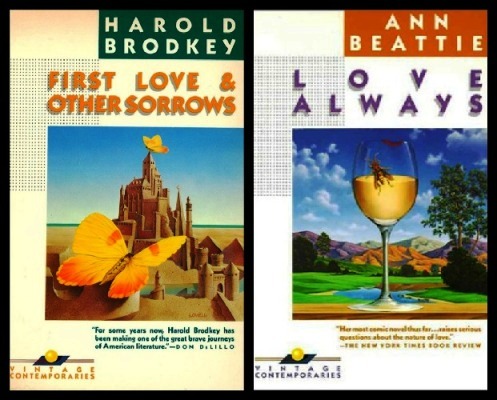 HAROLD
BRODKEY
FIRST LOVE &
OTHER SORROWS
"For some years now, Harold Brodkey has
been making one of the great brave journeys
of American literature."—DON DeLILLO
VINTAGE
CONTEMPORARIES
ANN
BEATTIE
LOVE
ALWAYS
"Her most comic novel thus far...raises serious
questions about the nature of love."
—THE NEW YORK TIMES BOOK REVIEW
VINTAGE
CONTEMPORARIES